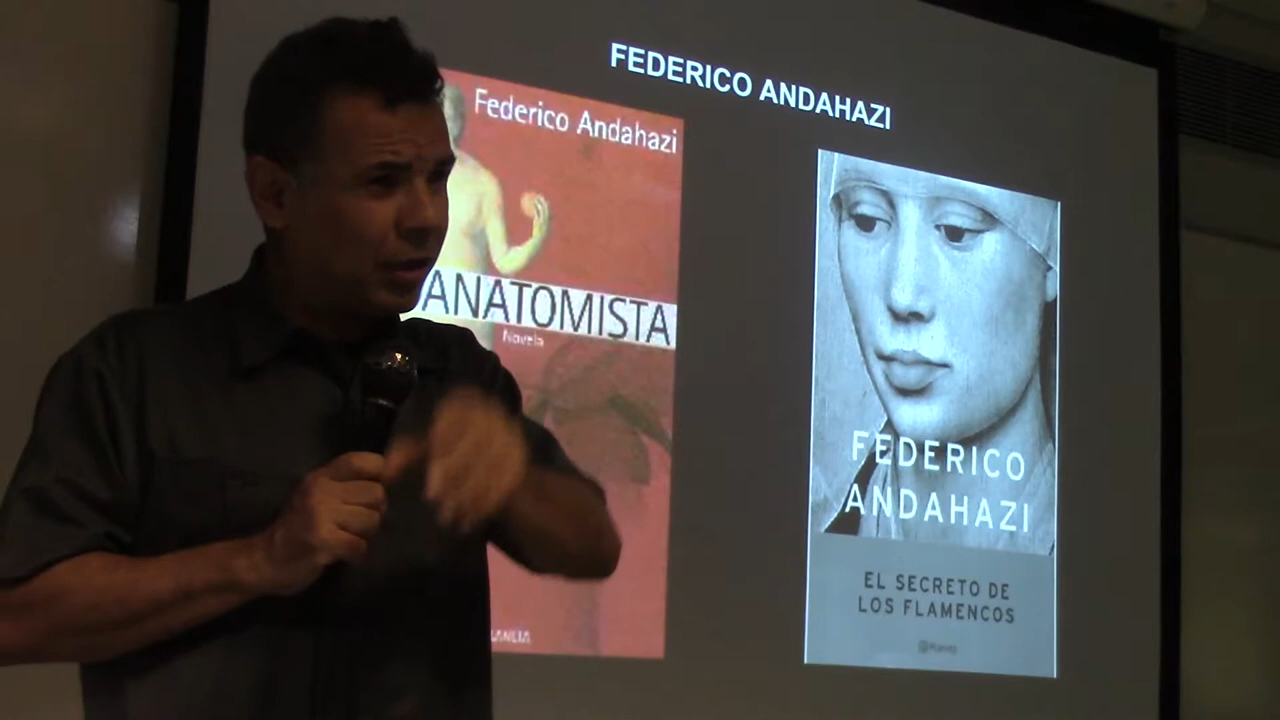 FEDERICO ANDAHAZI
Federico Andahazi
ANATOMISTA
Novela
FEDERICO
ANDAHAZI
EL SECRETO DE
LOS FLAMENCOS